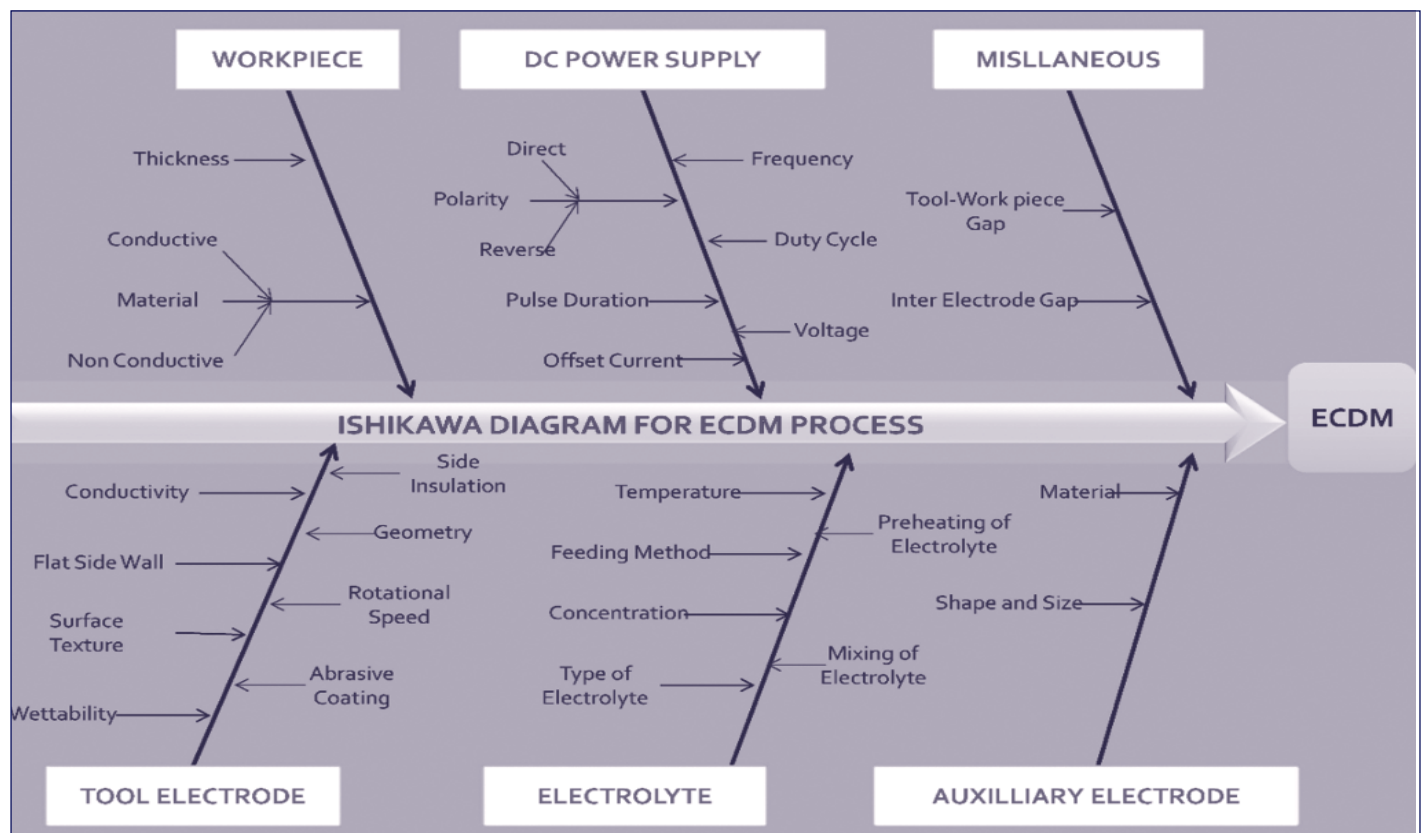 WORKPIECE
DC POWER SUPPLY
MISLLANEOUS
Thickness
Conductive
Material
Non Conductive
Direct
Polarity
Reverse
Frequency
Duty Cycle
Pulse Duration
Voltage
Offset Current
Tool-Work piece
Gap
Inter Electrode Gap
ISHIKAWA DIAGRAM FOR ECDM PROCESS
ECDM
Side
Insulation
Conductivity
Geometry
Flat Side Wall
Rotational
Speed
Surface
Texture
Abrasive
Coating
Wettability
Temperature
Preheating of
Electrolyte
Feeding Method
Concentration
Mixing of
Electrolyte
Type of
Electrolyte
Material
Shape and Size
TOOL ELECTRODE
ELECTROLYTE
AUXILLIARY ELECTRODE